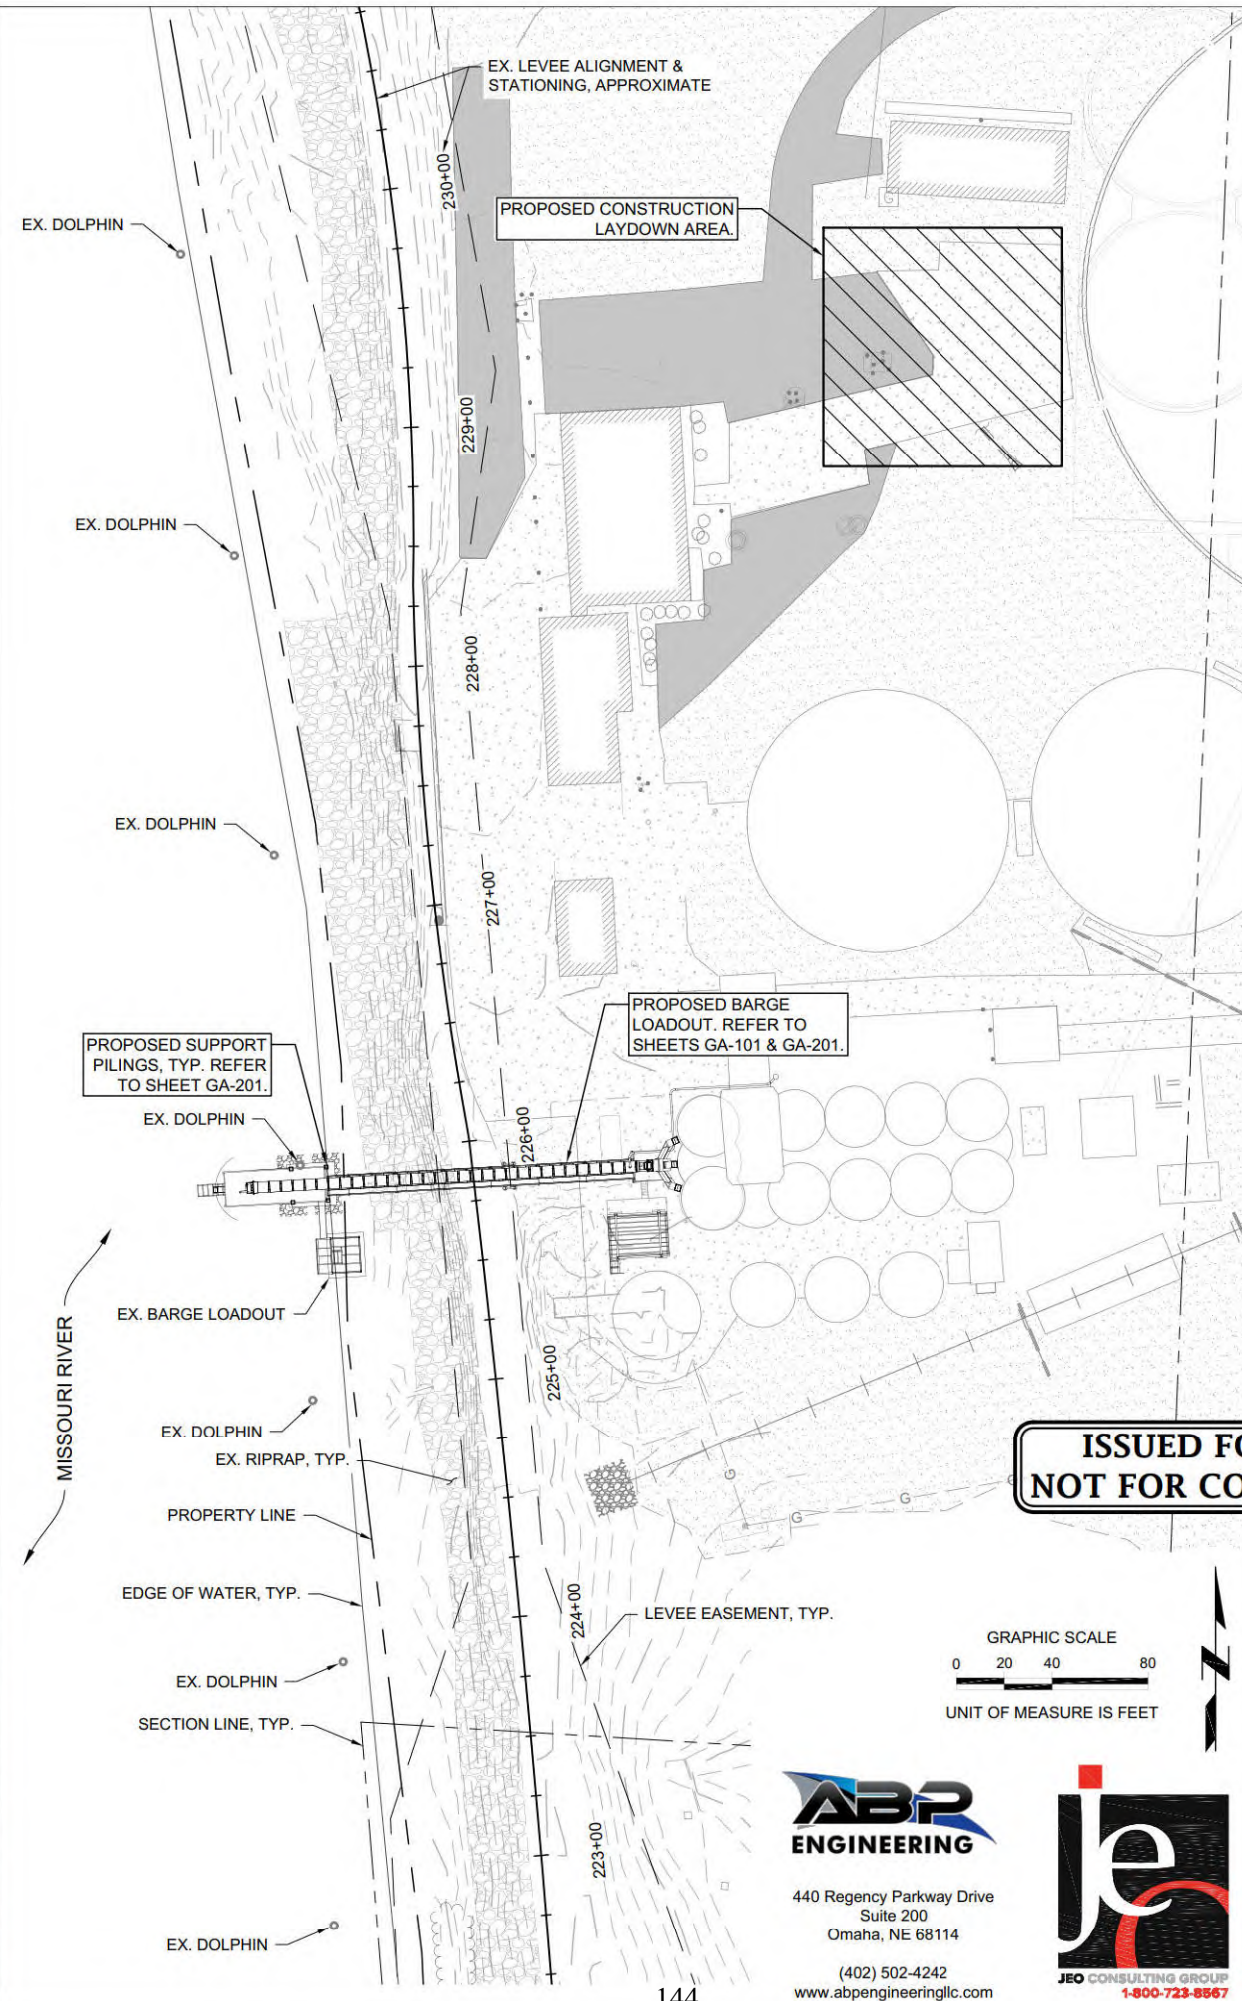 EX. LEVEE ALIGNMENT &
STATIONING, APPROXIMATE
230+00
PROPOSED CONSTRUCTION
LAYDOWN AREA.
EX. DOLPHIN
229+00
EX. DOLPHIN
228+00
EX. DOLPHIN
227+00
PROPOSED BARGE
LOADOUT. REFER TO
SHEETS GA-101 & GA-201.
PROPOSED SUPPORT
PILINGS, TYP. REFER
TO SHEET GA-201.
EX. DOLPHIN
226+00
EX. BARGE LOADOUT
MISSOURI RIVER
225+00
EX. DOLPHIN
EX. RIPRAP, TYP.
ISSUED FO
NOT FOR CO
G
G
G
G
PROPERTY LINE
EDGE OF WATER, TYP.
224+00
LEVEE EASEMENT, TYP.
GRAPHIC SCALE
0 20 40 80
UNIT OF MEASURE IS FEET
N
EX. DOLPHIN
SECTION LINE, TYP.
223+00
EX. DOLPHIN
ABP
ENGINEERING
440 Regency Parkway Drive
Suite 200
Omaha, NE 68114
(402) 502-4242
www.abpengineeringllc.com
jeo
JEO CONSULTING GROUP
1-800-723-8567
144